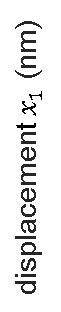 displacement x₁ (nm)